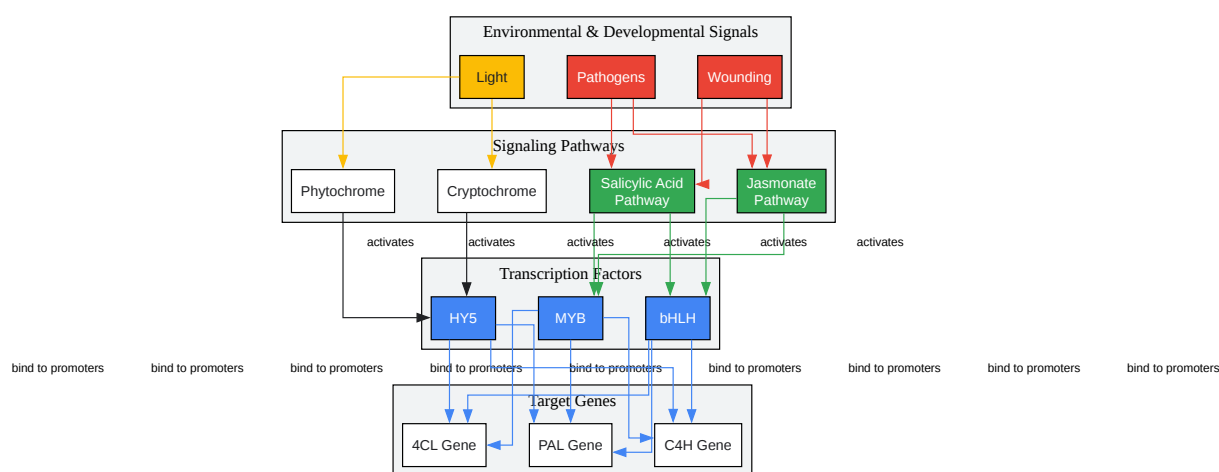 Environmental & Developmental Signals
Light
Pathogens
Wounding
Signaling Pathways
Phytochrome
Cryptochrome
Salicylic Acid
Pathway
Jasmonate
Pathway
activates
activates
activates
activates
activates
activates
Transcription Factors
HY5
MYB
bHLH
bind to promoters
bind to promoters
bind to promoters
bind to promoters
bind to promoters
bind to promoters
bind to promoters
bind to promoters
bind to promoters
Target Genes
4CL Gene
PAL Gene
C4H Gene